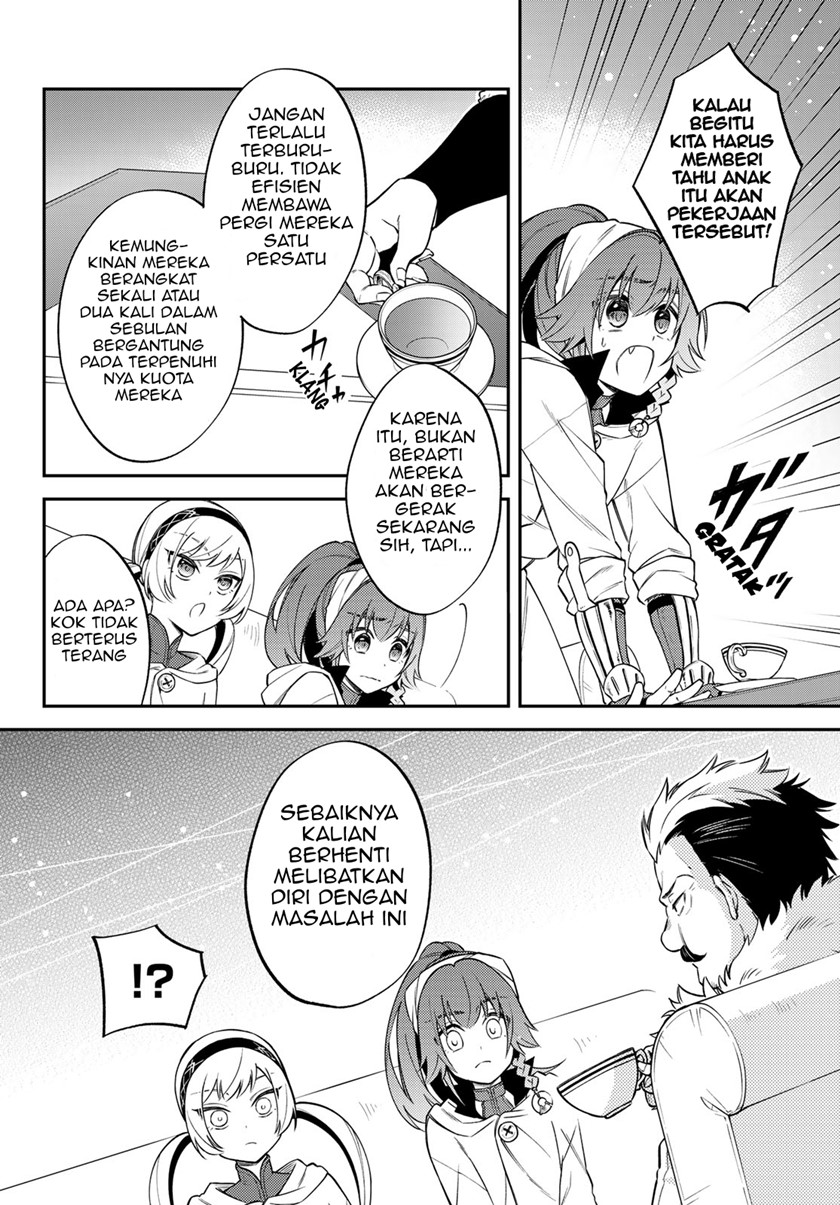 KALAU
BEGITU
KITA HARUS
MEMBERI
TAHU ANAK
ITU AKAN
PEKERJAAN
TERSEBUT!
ガタッ
GRATAK
JANGAN
TERLALU
TERBURU-
BURU. TIDAK
EFISIEN
MEMBAWA
PERGI MEREKA
SATU
PERSATU
KEMUNG-
KINAN MEREKA
BERANGKAT
SEKALI ATAU
DUA KALI DALAM
SEBULAN
BERGANTUNG
PADA TERPENUHI
NYA KUOTA
MEREKA
カチャ
KLANG
KARENA
ITU, BUKAN
BERARTI
MEREKA
AKAN BER-
GERAK
SEKARANG
SIH, TAPI...
ADA APA?
KOK TIDAK
BERTERUS
TERANG
SEBAIKNYA
KALIAN
BERHENTI
MELIBATKAN
DIRI DENGAN
MASALAH INI
!?